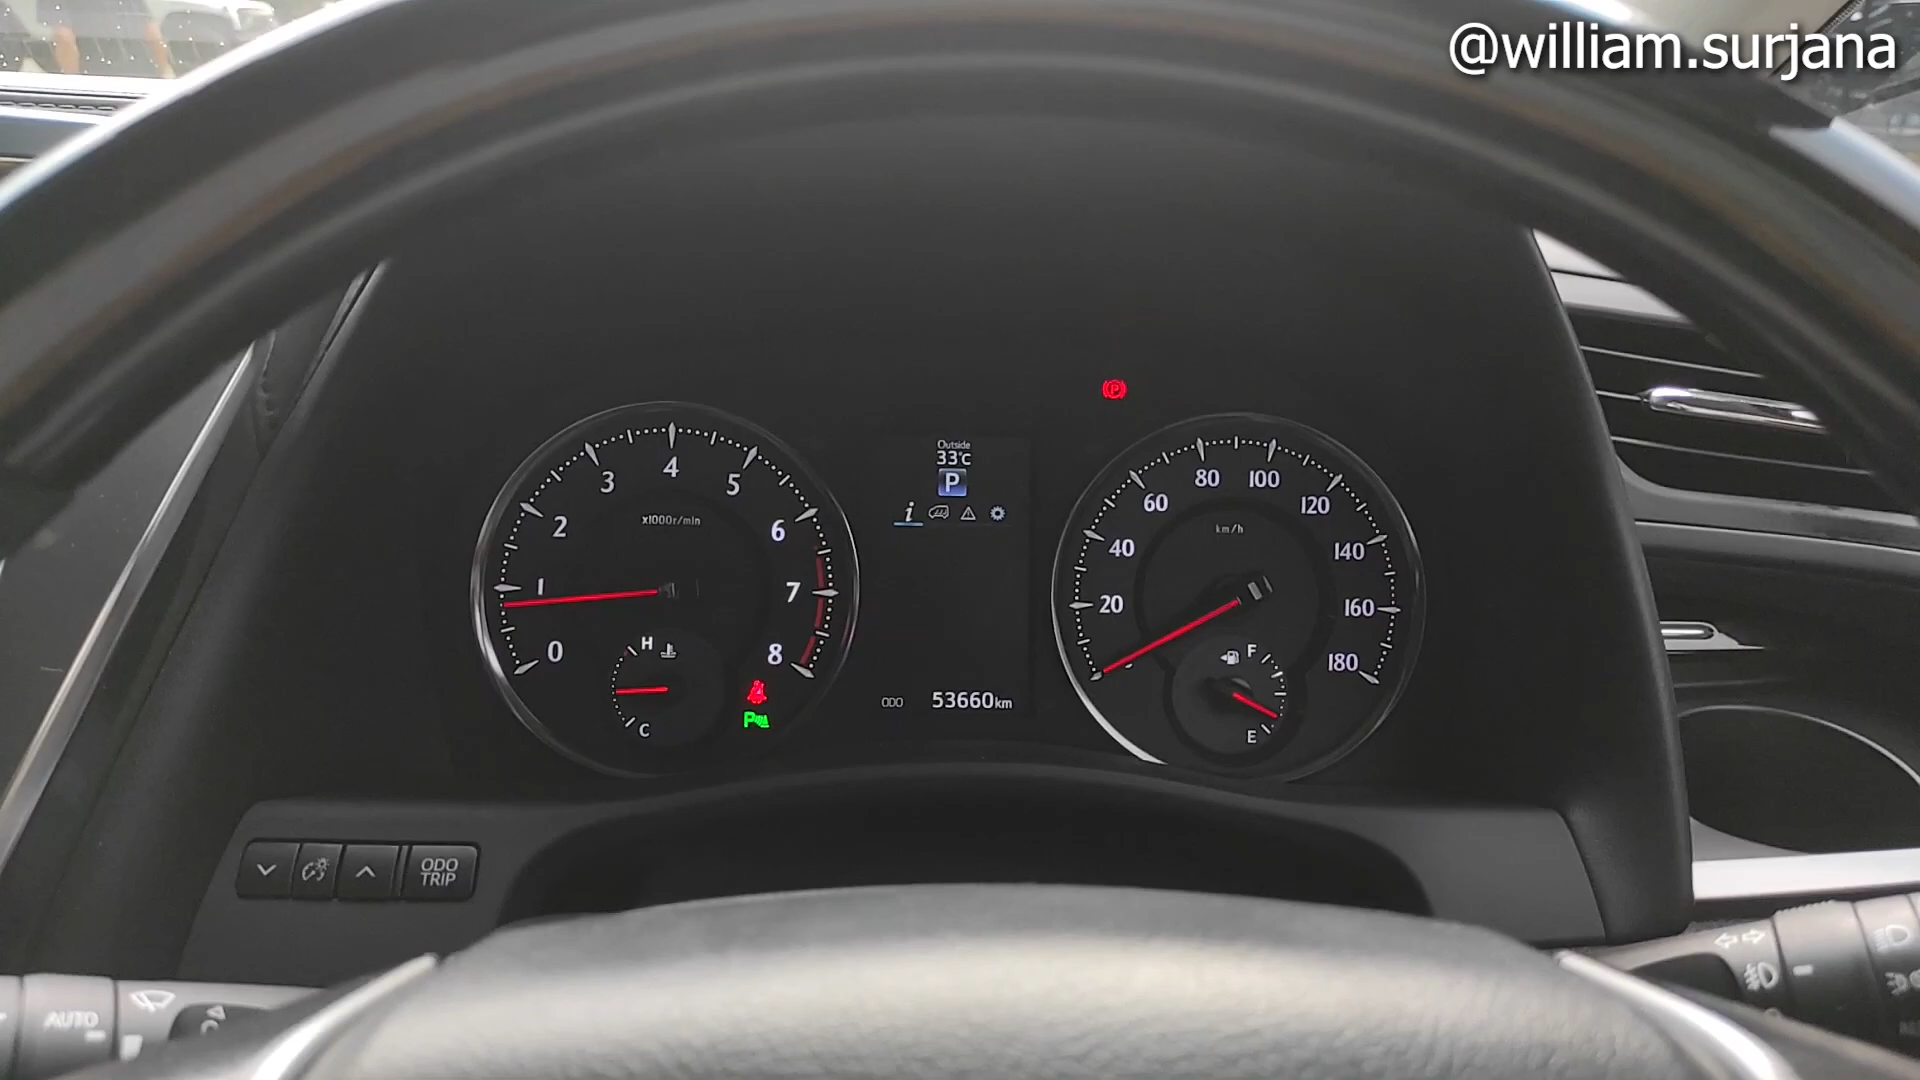 @william.surjana
Outside
33°C
P
i
0
1
2
3
4
5
6
7
8
x1000r/min
H
C
P
ODO 53660km
20
40
60
80
100
120
140
160
180
km/h
F
E
ODO
TRIP
AUTO